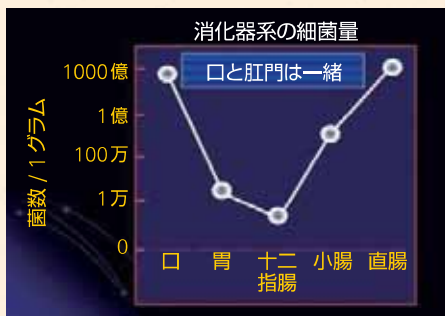 消化器系の細菌量
口と肛門は一緒
菌数/1グラム
1000億
1億
100万
1万
0
口
胃
十二
指腸
小腸
直腸